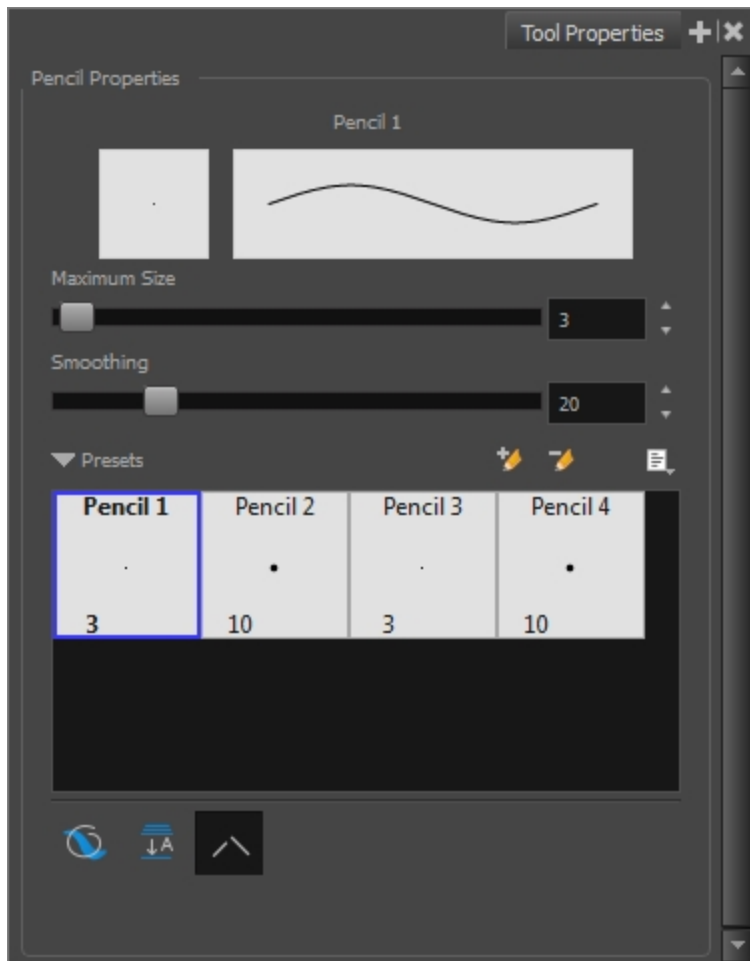 Tool Properties
Pencil Properties
Pencil 1
Maximum Size
3
Smoothing
20
Presets
Pencil 1 Pencil 2 Pencil 3 Pencil 4
3 10 3 10
A